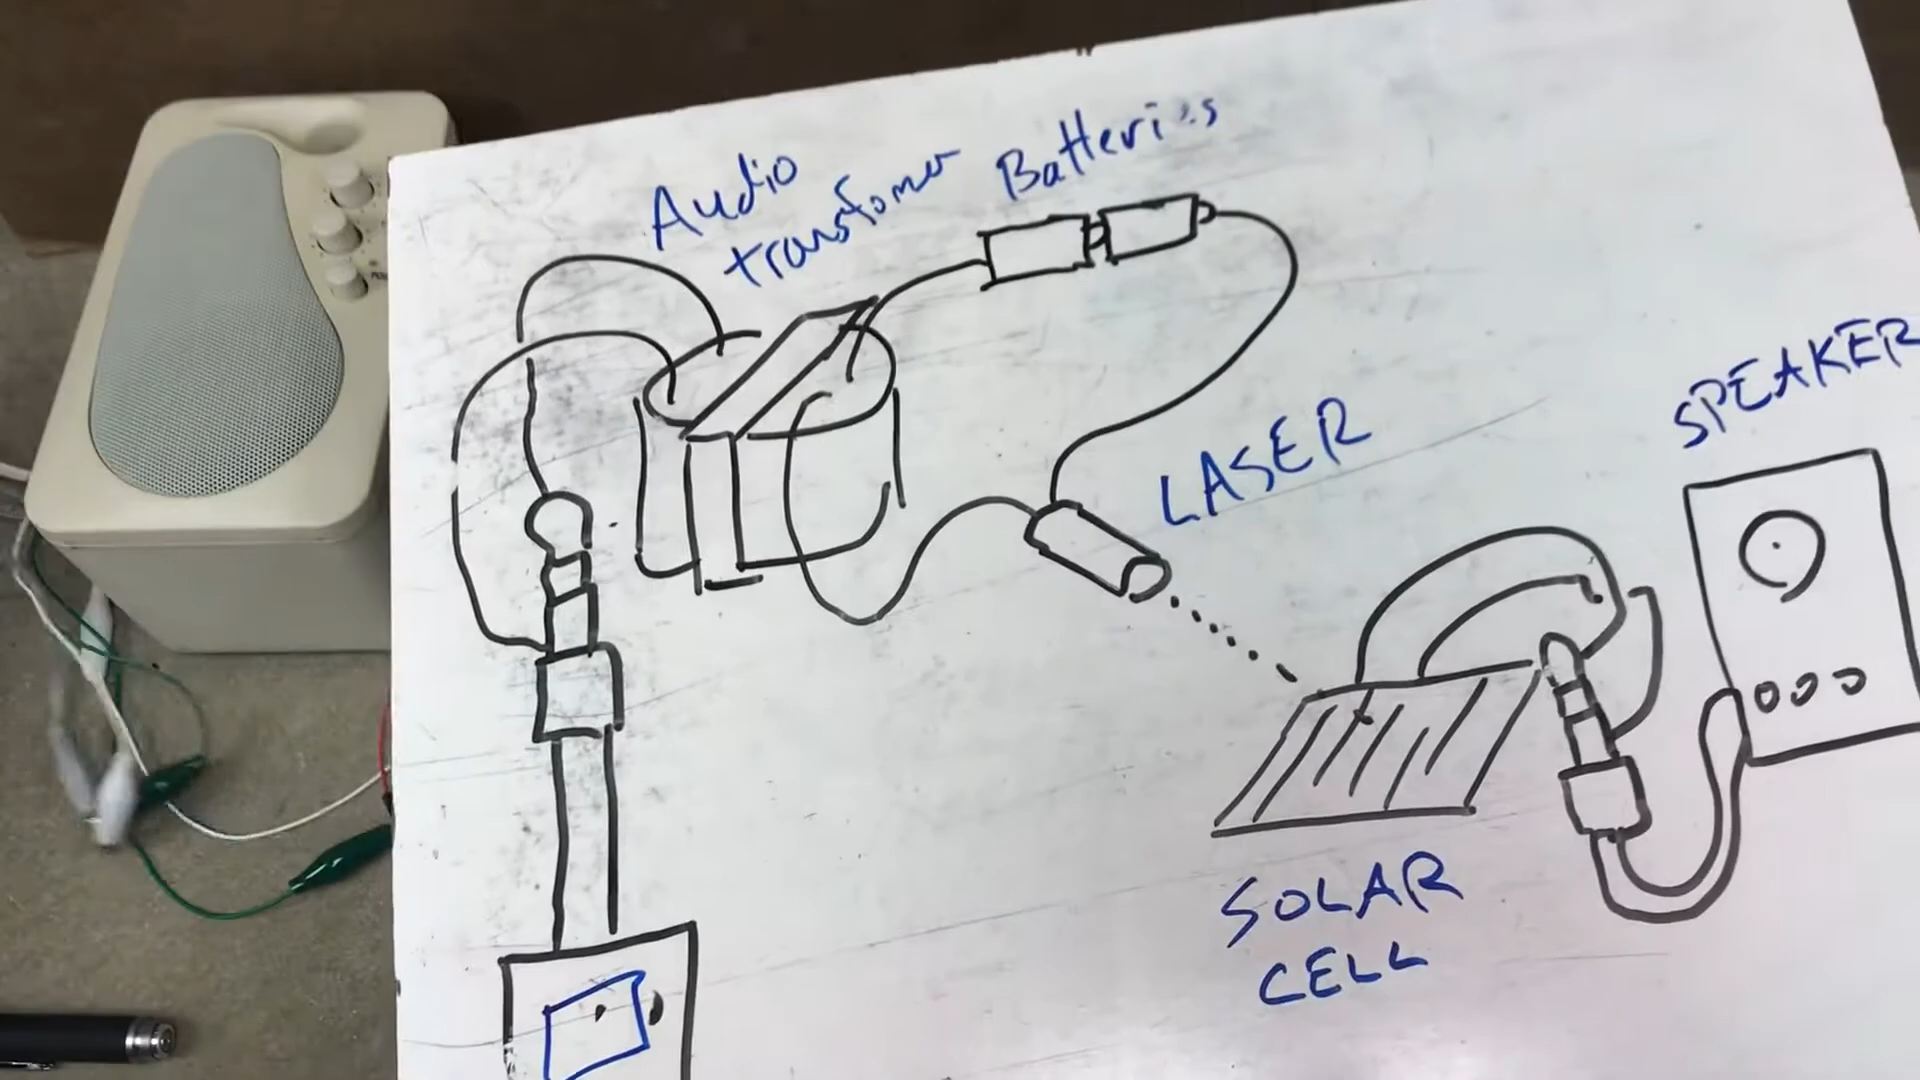 Audio
transfomer
Batteries
LASER
SPEAKER
SOLAR
CELL